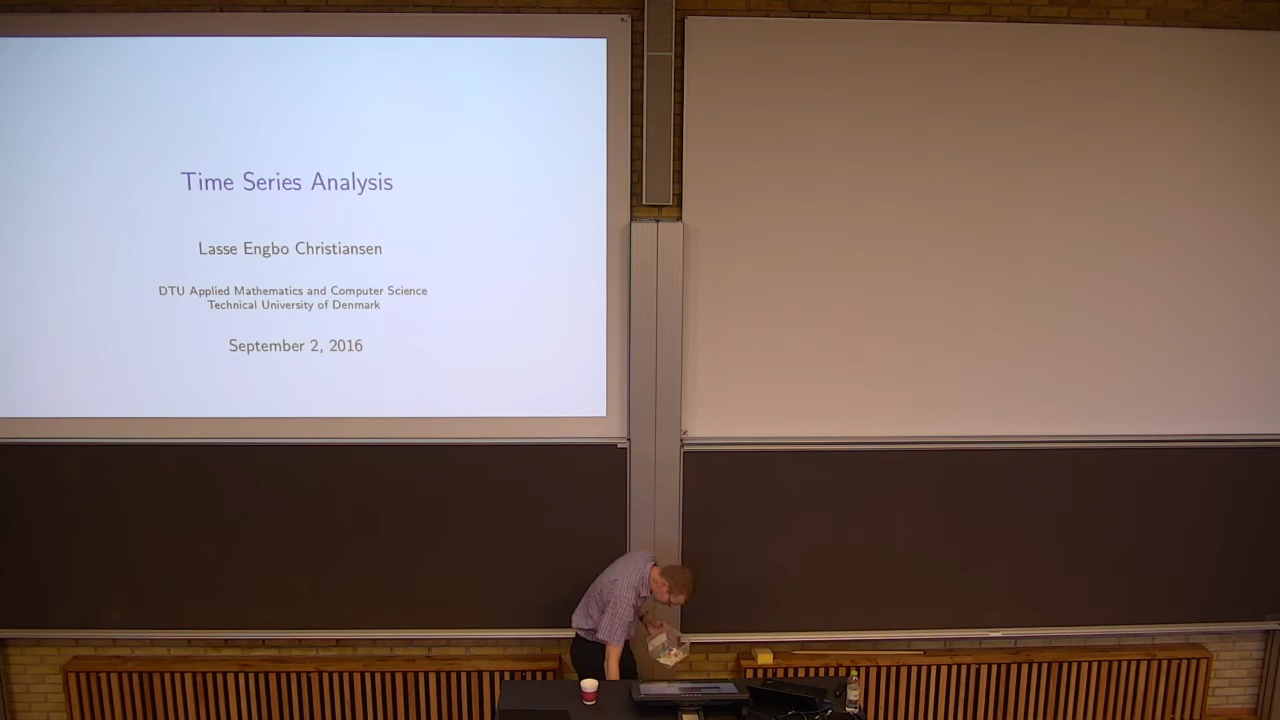 Time Series Analysis
Lasse Engbo Christiansen
DTU Applied Mathematics and Computer Science
Technical University of Denmark
September 2, 2016